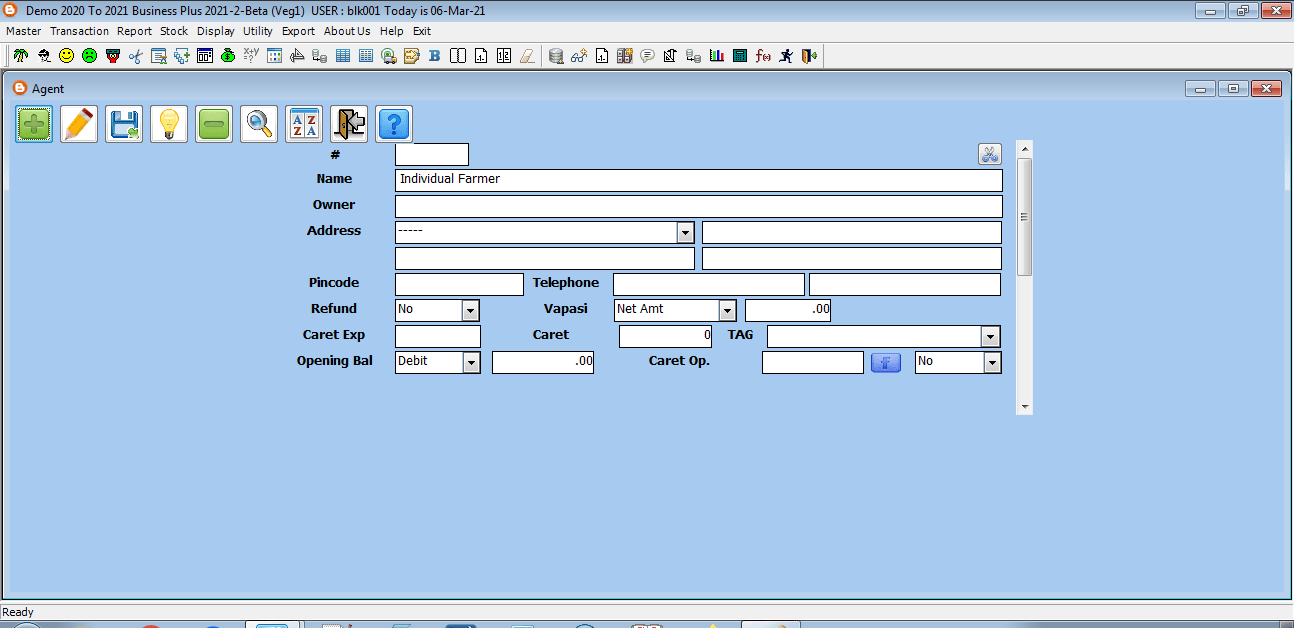 Demo 2020 To 2021 Business Plus 2021-2-Beta (Veg1) USER : blk001 Today is 06-Mar-21
Master Transaction Report Stock Display Utility Export About Us Help Exit
Agent
#
Name Individual Farmer
Owner
Address -----
Pincode Telephone
Refund No Vapasi Net Amt .00
Caret Exp Caret 0 TAG
Opening Bal Debit .00 Caret Op. F No
Ready